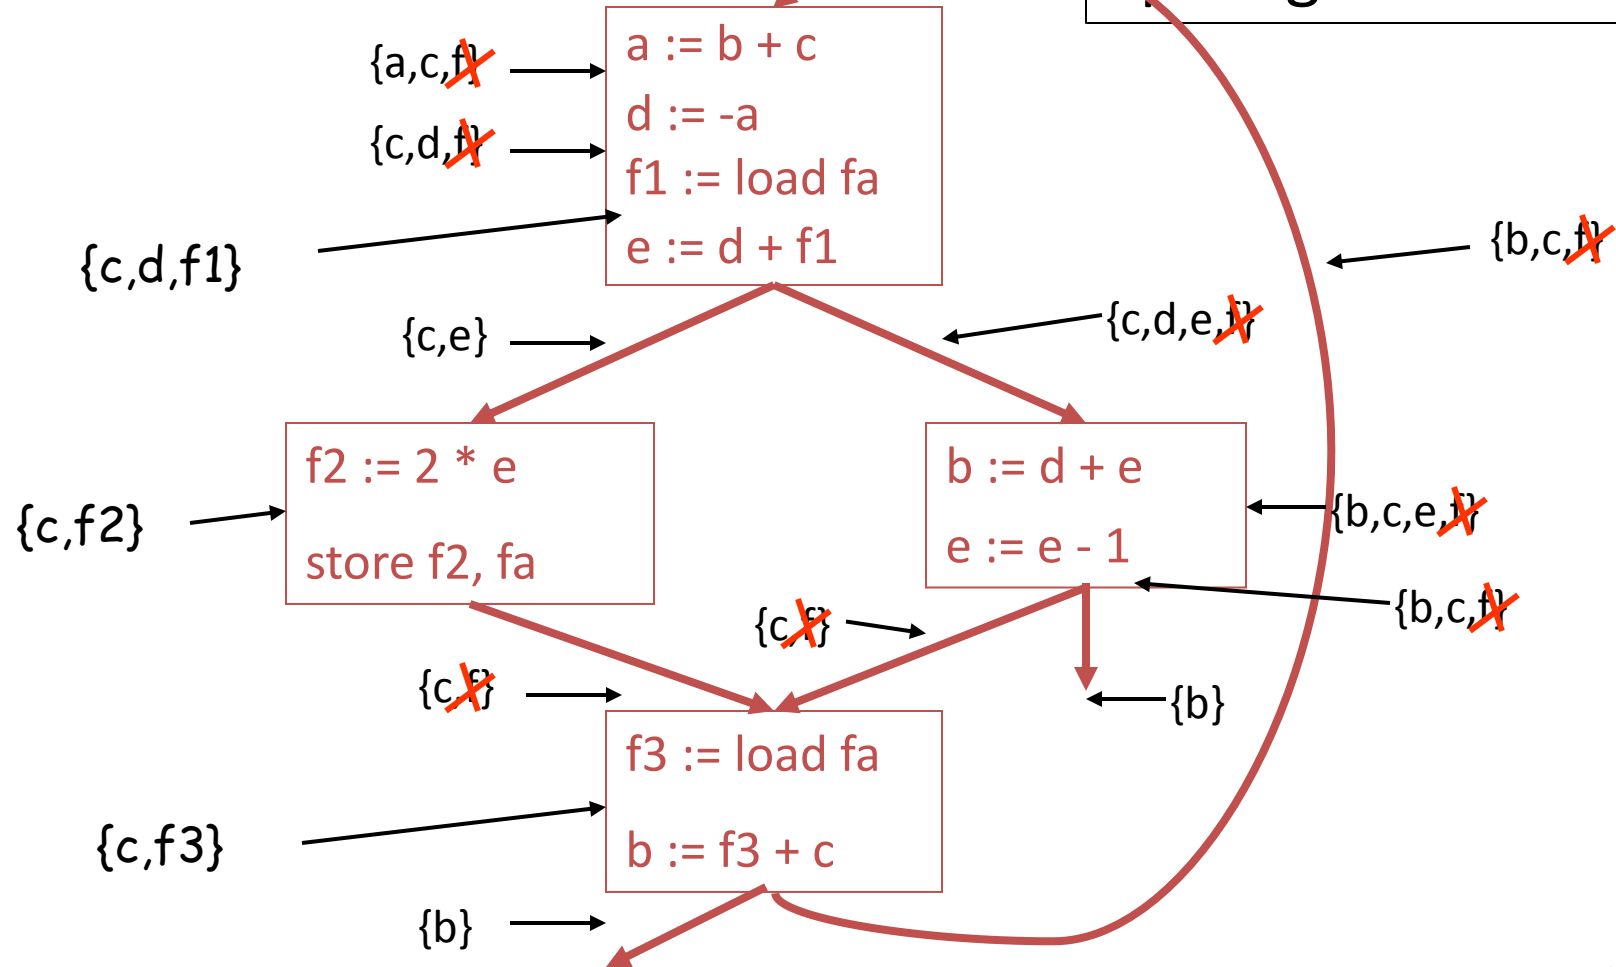 a := b + c
{a,c,f}
d := -a
{c,d,f}
f1 := load fa
{b,c,f}
e := d + f1
{c,d,f1}
{c,d,e,f}
{c,e}
f2 := 2 * e
b := d + e
{b,c,e,f}
{c,f2}
e := e - 1
store f2, fa
{b,c,f}
{c,f}
{c,f}
{b}
f3 := load fa
{c,f3}
b := f3 + c
{b}